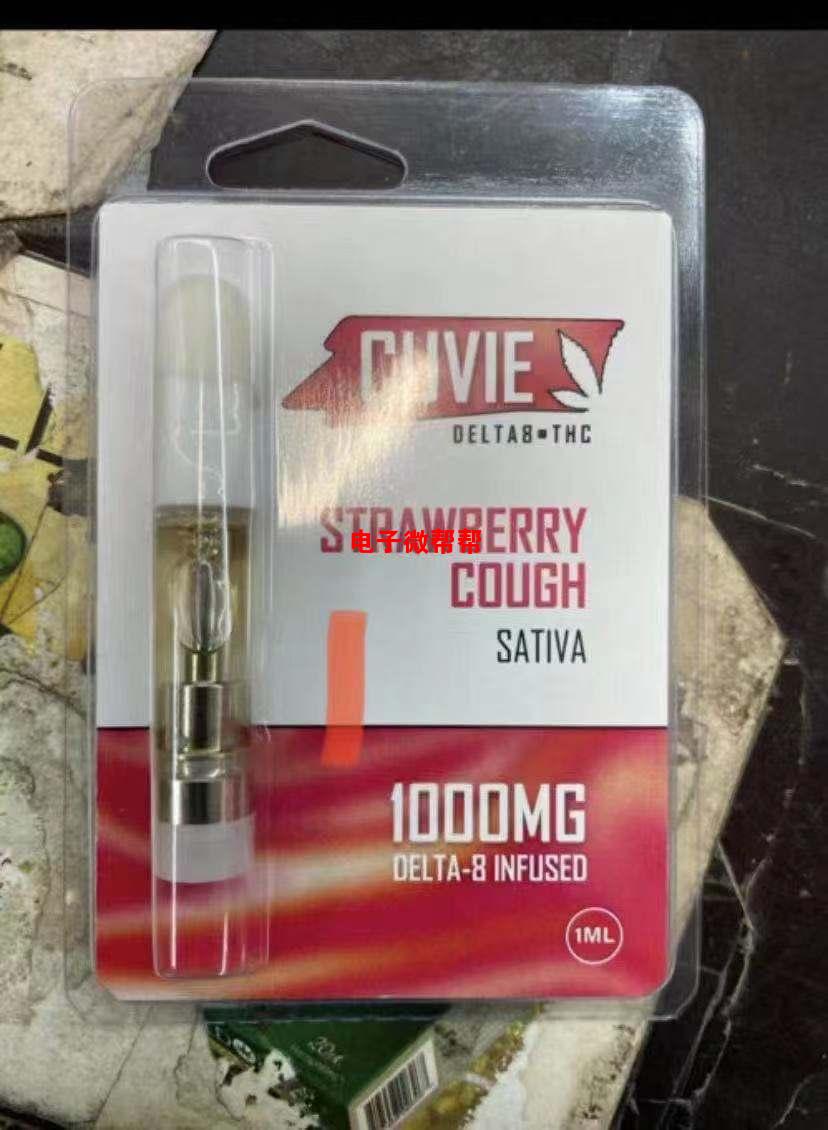 CUVIE
DELTA8▪THC
STRAWBERRY
电子微帮帮
COUGH
SATIVA
1000MG
DELTA-8 INFUSED
1ML